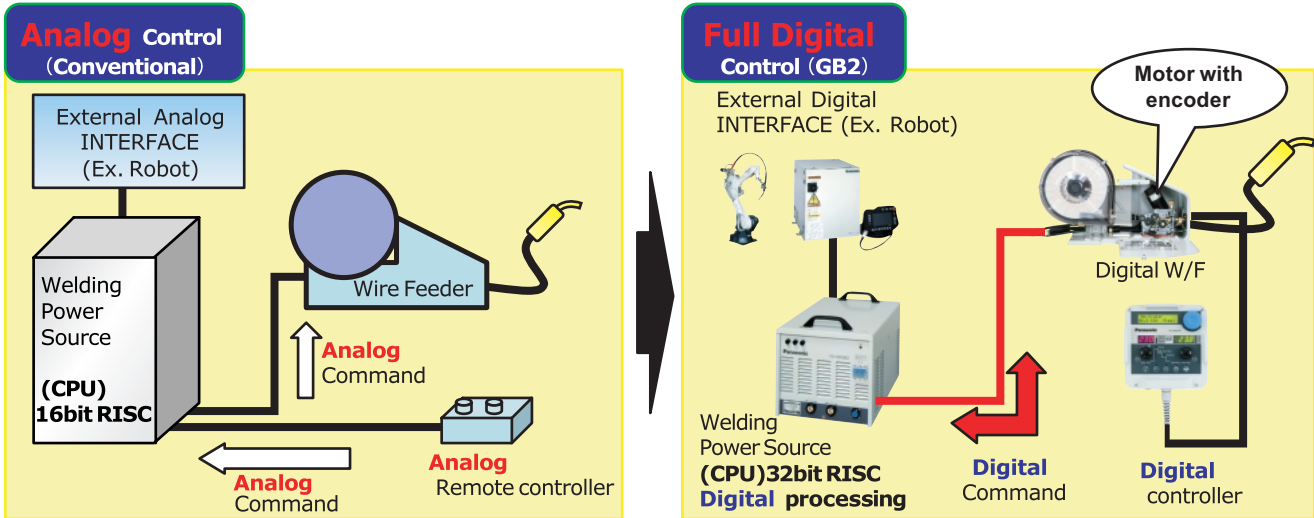 Analog Control
(Conventional)
External Analog
INTERFACE
(Ex. Robot)
Welding
Power
Source
(CPU)
16bit RISC
Wire Feeder
Analog
Command
Analog
Command
Analog
Remote controller
Full Digital
Control (GB2)
External Digital
INTERFACE (Ex. Robot)
Motor with
encoder
Digital W/F
Panasonic
Panasonic
Welding
Power Source
(CPU)32bit RISC
Digital processing
Digital
Command
Digital
controller